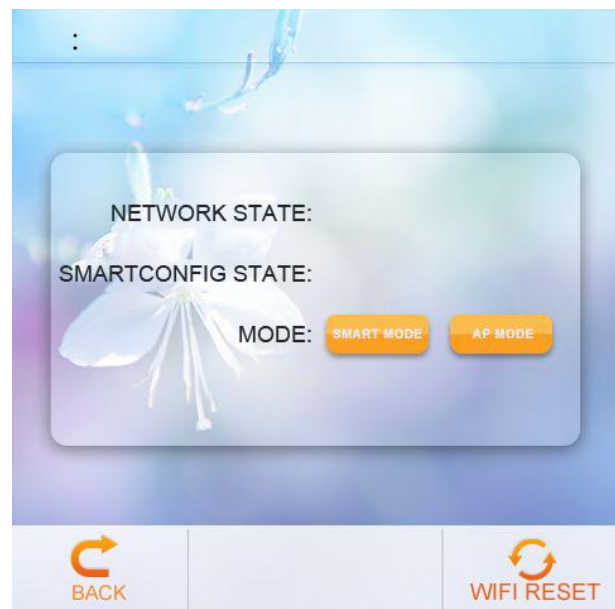 :
NETWORK STATE:
SMARTCONFIG STATE:
MODE: SMART MODE AP MODE
BACK WIFI RESET